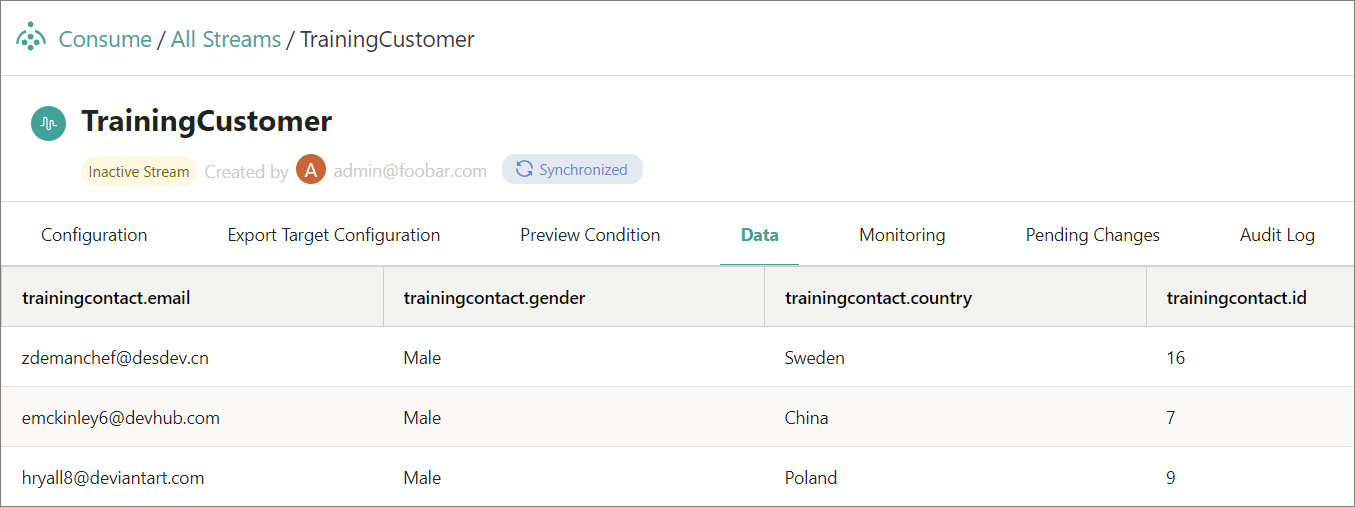 Consume / All Streams / TrainingCustomer
TrainingCustomer
Inactive Stream Created by A admin@foobar.com Synchronized
Configuration Export Target Configuration Preview Condition Data Monitoring Pending Changes Audit Log
trainingcontact.email trainingcontact.gender trainingcontact.country trainingcontact.id
zdemanchef@desdev.cn Male Sweden 16
emckinley6@devhub.com Male China 7
hryall8@deviantart.com Male Poland 9